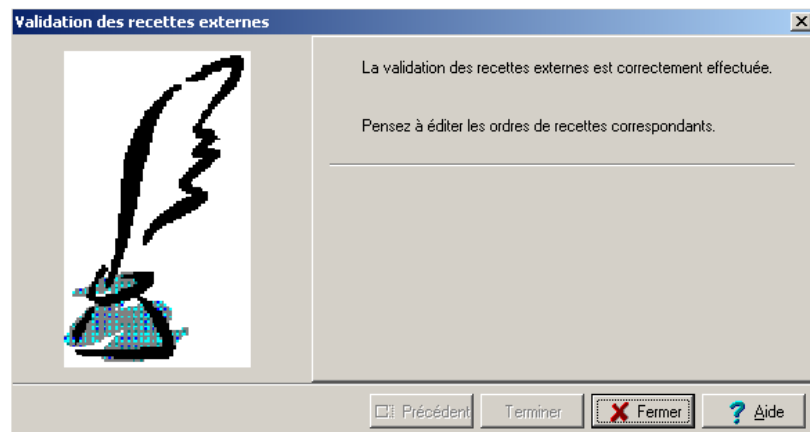 Validation des recettes externes
La validation des recettes externes est correctement effectuée.
Pensez à éditer les ordres de recettes correspondants.
Précédent
Terminer
Fermer
Aide